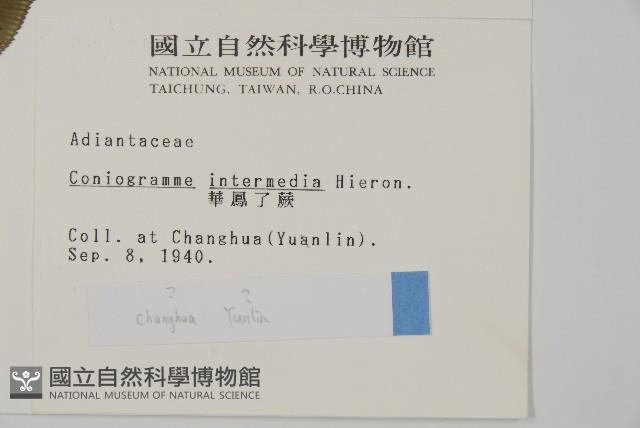 國立自然科學博物館
NATIONAL MUSEUM OF NATURAL SCIENCE
TAICHUNG, TAIWAN, R.O.CHINA
Adiantaceae
Coniogramme intermedia Hieron.
華鳳了蕨
Coll. at Changhua(Yuanlin).
Sep. 8, 1940.
? ?
Changhua Yunlin
國立自然科學博物館
NATIONAL MUSEUM OF NATURAL SCIENCE